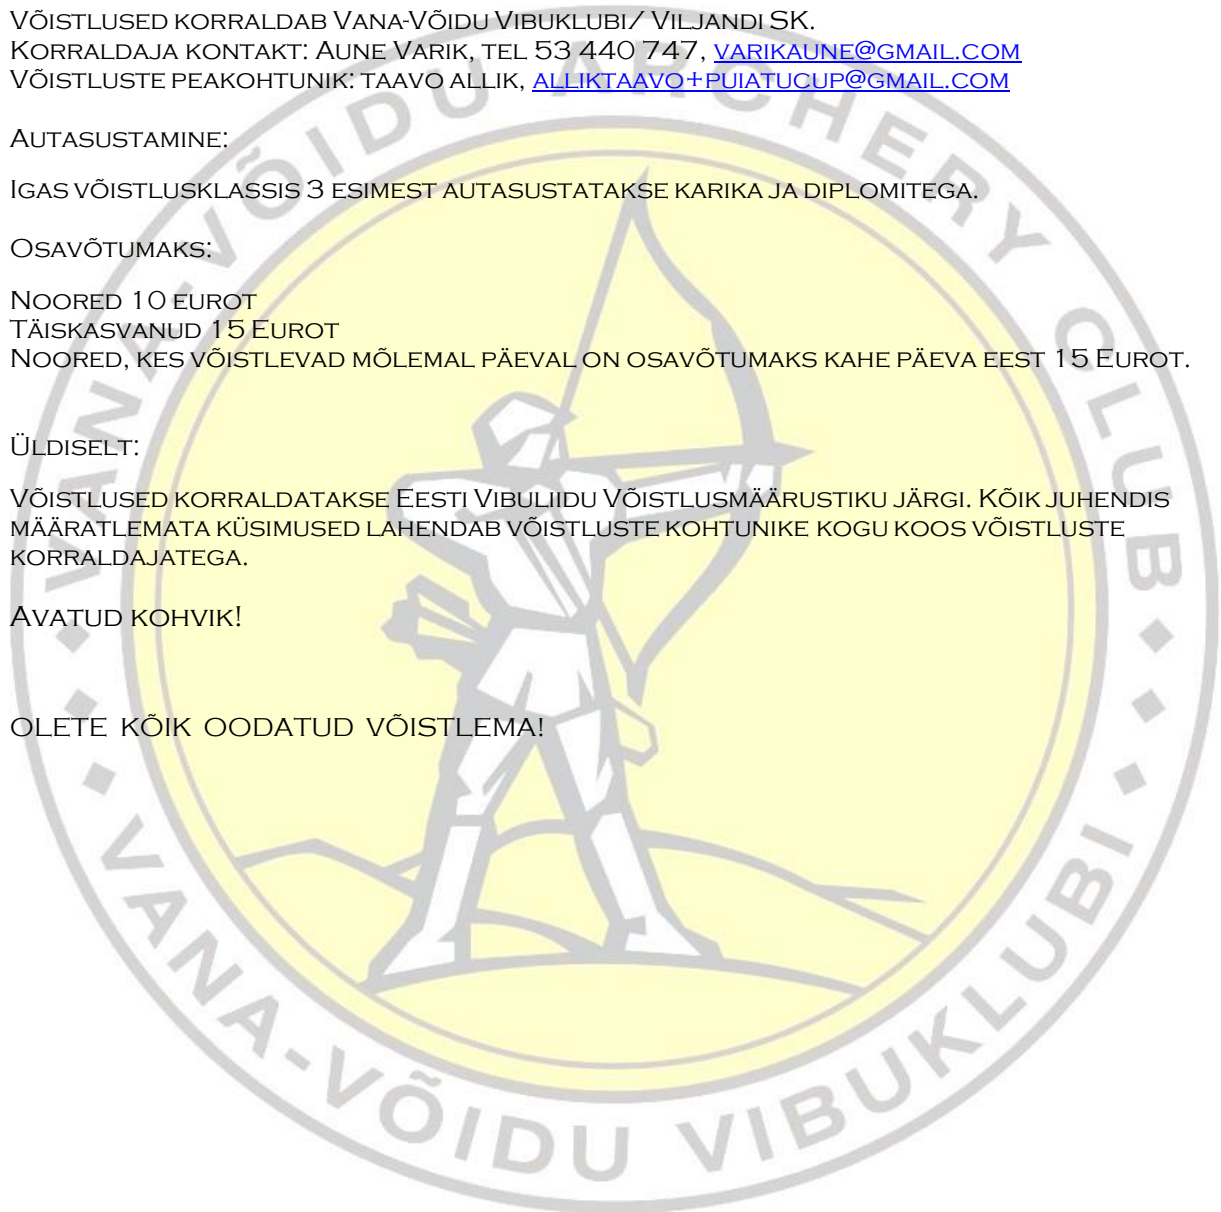 Võistlused korraldab Vana-Võidu Vibuklubi/ Viljandi SK.
Korraldaja kontakt: Aune Varik, tel 53 440 747, varikaune@gmail.com
Võistluste peakohtunik: taavo allik, alliktaavo+puiatucup@gmail.com
Autasustamine:
Igas võistlusklassis 3 esimest autasustatakse karika ja diplomitega.
Osavõtumaks:
Noored 10 eurot
Täiskasvanud 15 Eurot
Noored, kes võistlevad mõlemal päeval on osavõtumaks kahe päeva eest 15 Eurot.
Üldiselt:
Võistlused korraldatakse Eesti Vibuliidu Võistlusmäärustiku järgi. Kõik juhendis
määratlemata küsimused lahendab võistluste kohtunike kogu koos võistluste
korraldajatega.
Avatud kohvik!
OLETE KÕIK OODATUD VÕISTLEMA!
VANA-VÕIDU ARCHERY CLUB
VANA-VÕIDU VIBUKLUBI